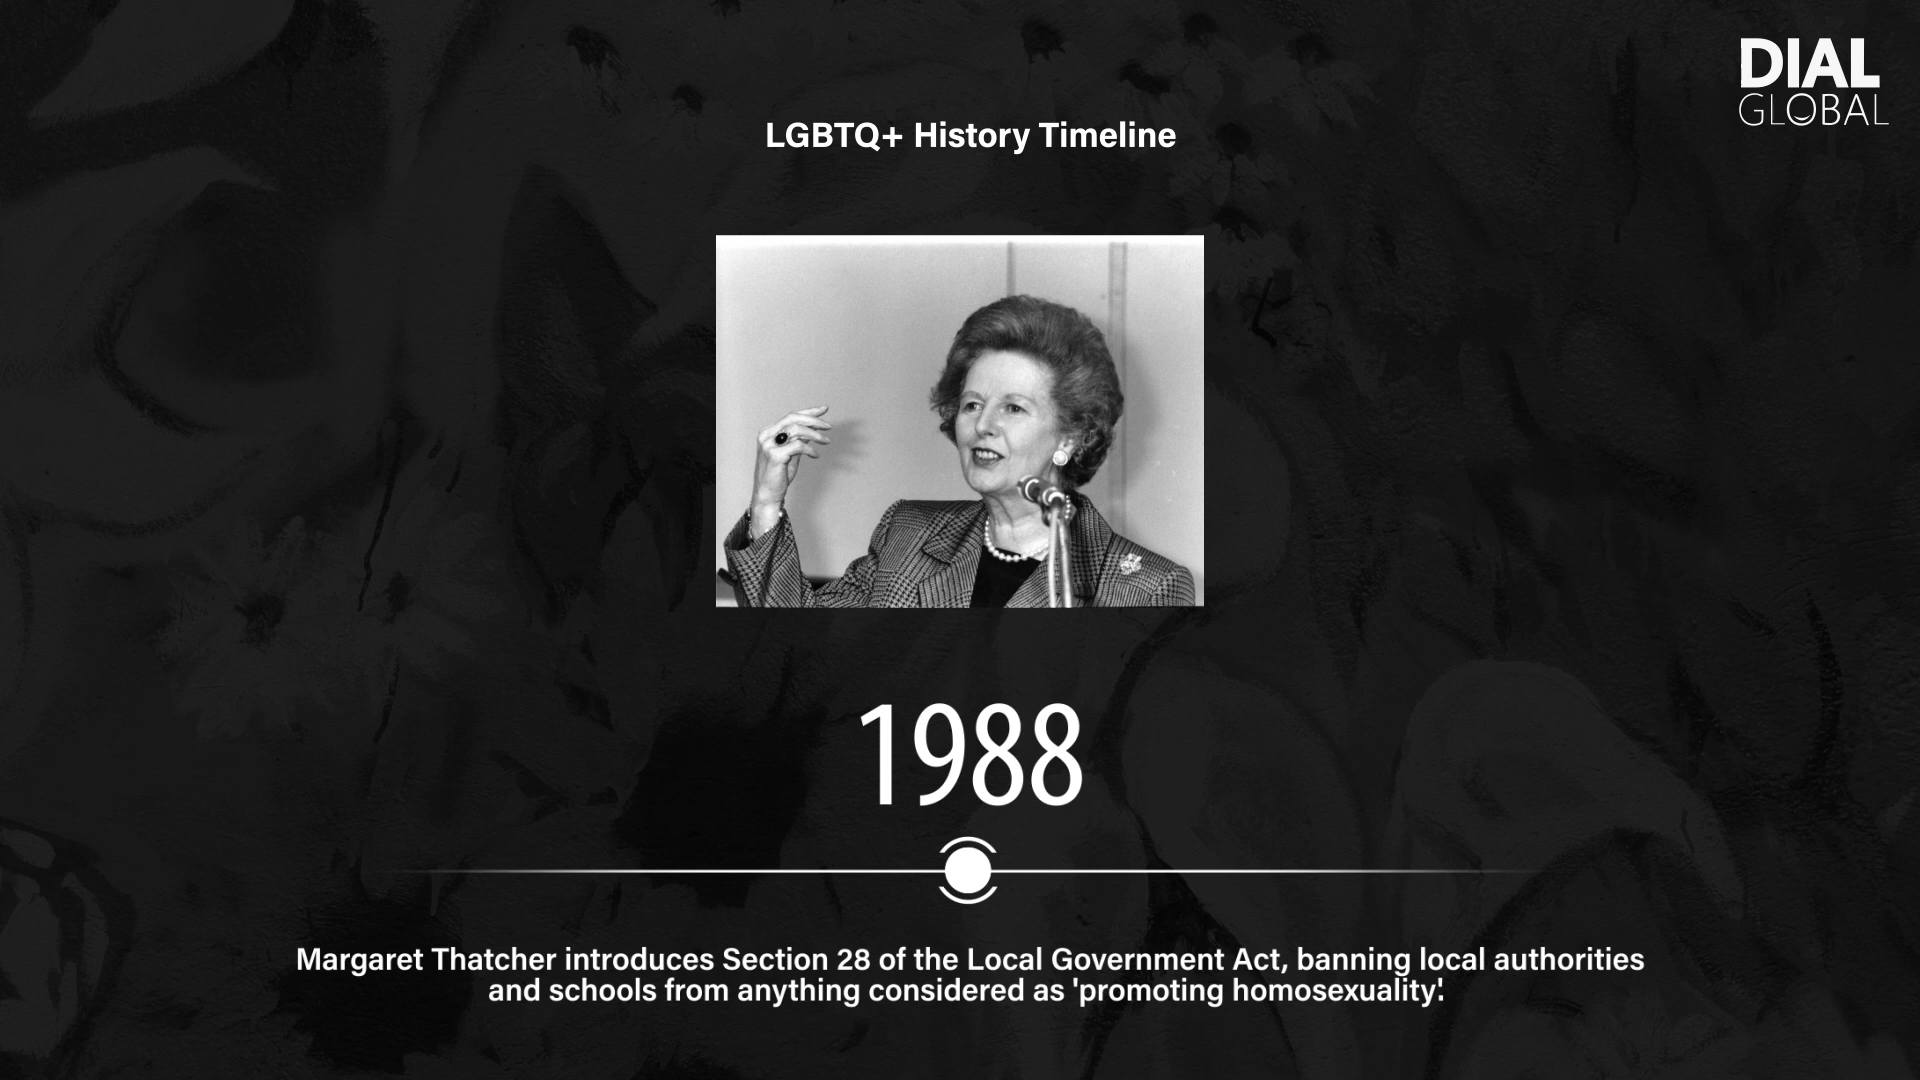 DIAL
GLOBAL
LGBTQ+ History Timeline
1988
Margaret Thatcher introduces Section 28 of the Local Government Act, banning local authorities
and schools from anything considered as 'promoting homosexuality'.